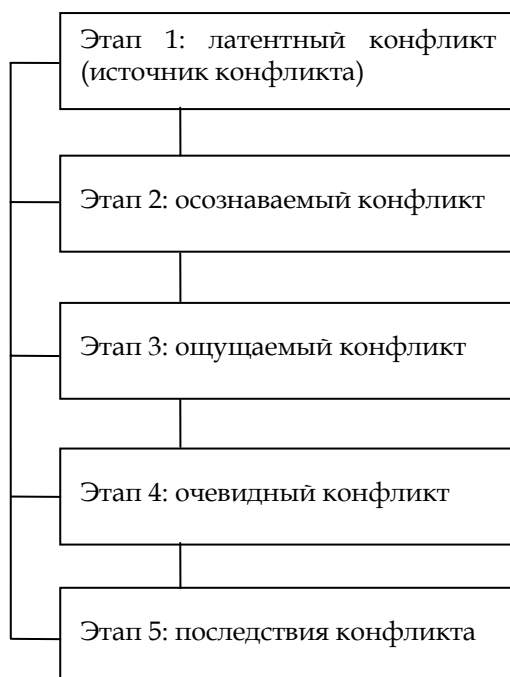 Этап 1: латентный конфликт
(источник конфликта)
Этап 2: осознаваемый конфликт
Этап 3: ощущаемый конфликт
Этап 4: очевидный конфликт
Этап 5: последствия конфликта